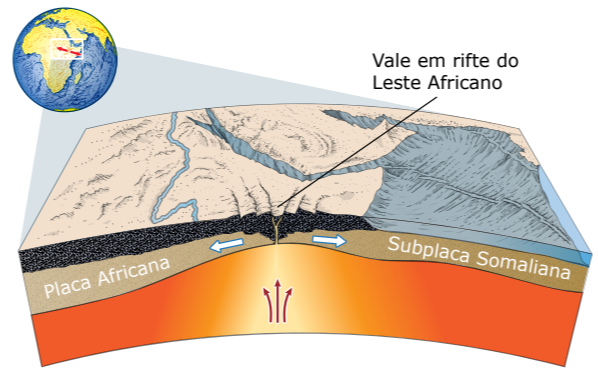 Vale em rifte do
Leste Africano
Placa Africana
Subplaca Somaliana